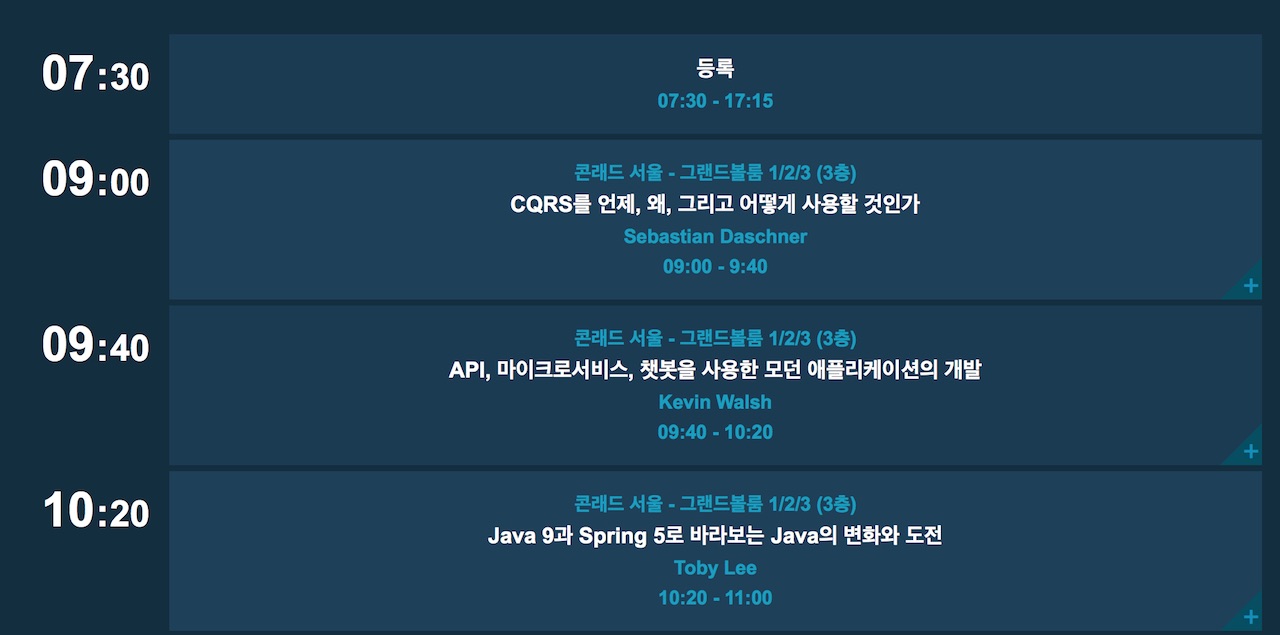 07:30
등록
07:30 - 17:15
09:00
콘래드 서울 - 그랜드볼룸 1/2/3 (3층)
CQRS를 언제, 왜, 그리고 어떻게 사용할 것인가
Sebastian Daschner
09:00 - 9:40
+
09:40
콘래드 서울 - 그랜드볼룸 1/2/3 (3층)
API, 마이크로서비스, 챗봇을 사용한 모던 애플리케이션의 개발
Kevin Walsh
09:40 - 10:20
+
10:20
콘래드 서울 - 그랜드볼룸 1/2/3 (3층)
Java 9과 Spring 5로 바라보는 Java의 변화와 도전
Toby Lee
10:20 - 11:00
+